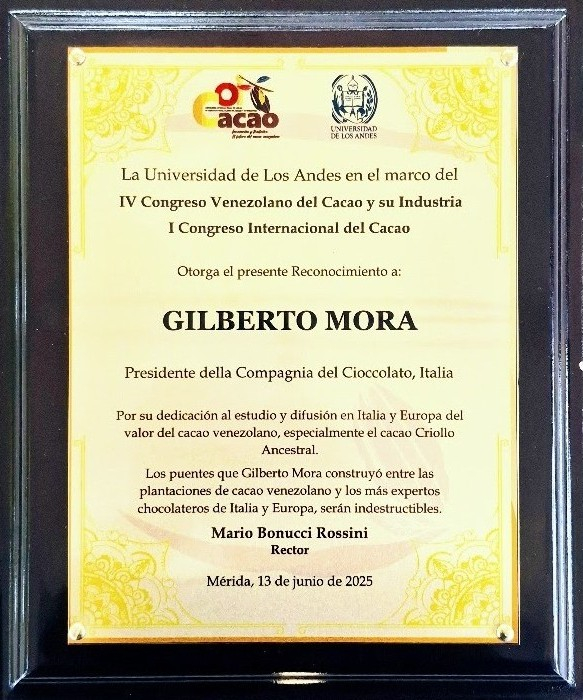 Cacao
UNIVERSIDAD
DE LOS ANDES
La Universidad de Los Andes en el marco del
IV Congreso Venezolano del Cacao y su Industria
I Congreso Internacional del Cacao
Otorga el presente Reconocimiento a:
GILBERTO MORA
Presidente della Compagnia del Cioccolato, Italia
Por su dedicación al estudio y difusión en Italia y Europa del
valor del cacao venezolano, especialmente el cacao Criollo
Ancestral.
Los puentes que Gilberto Mora construyó entre las
plantaciones de cacao venezolano y los más expertos
chocolateros de Italia y Europa, serán indestructibles.
Mario Bonucci Rossini
Rector
Mérida, 13 de junio de 2025